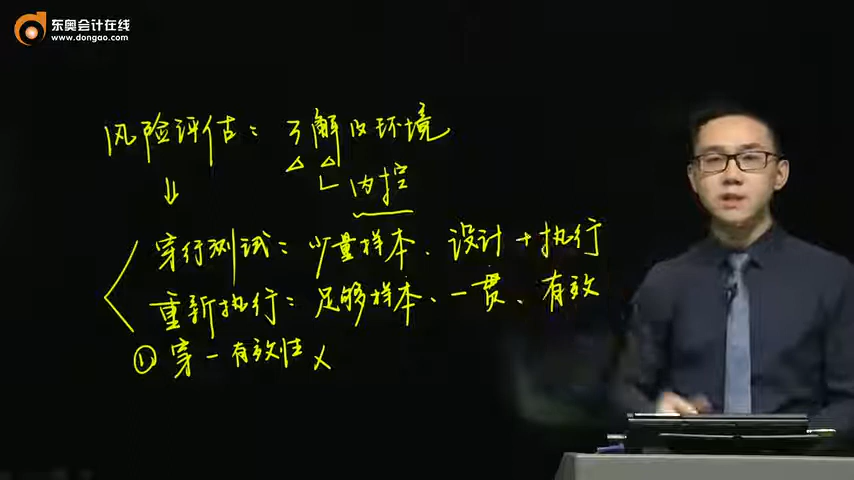 东奥会计在线
www.dongao.com
风险评估：了解及环境
内控
穿行测试：少量样本、设计+执行
重新执行：足够样本、一贯、有效
① 穿－有效性 ×